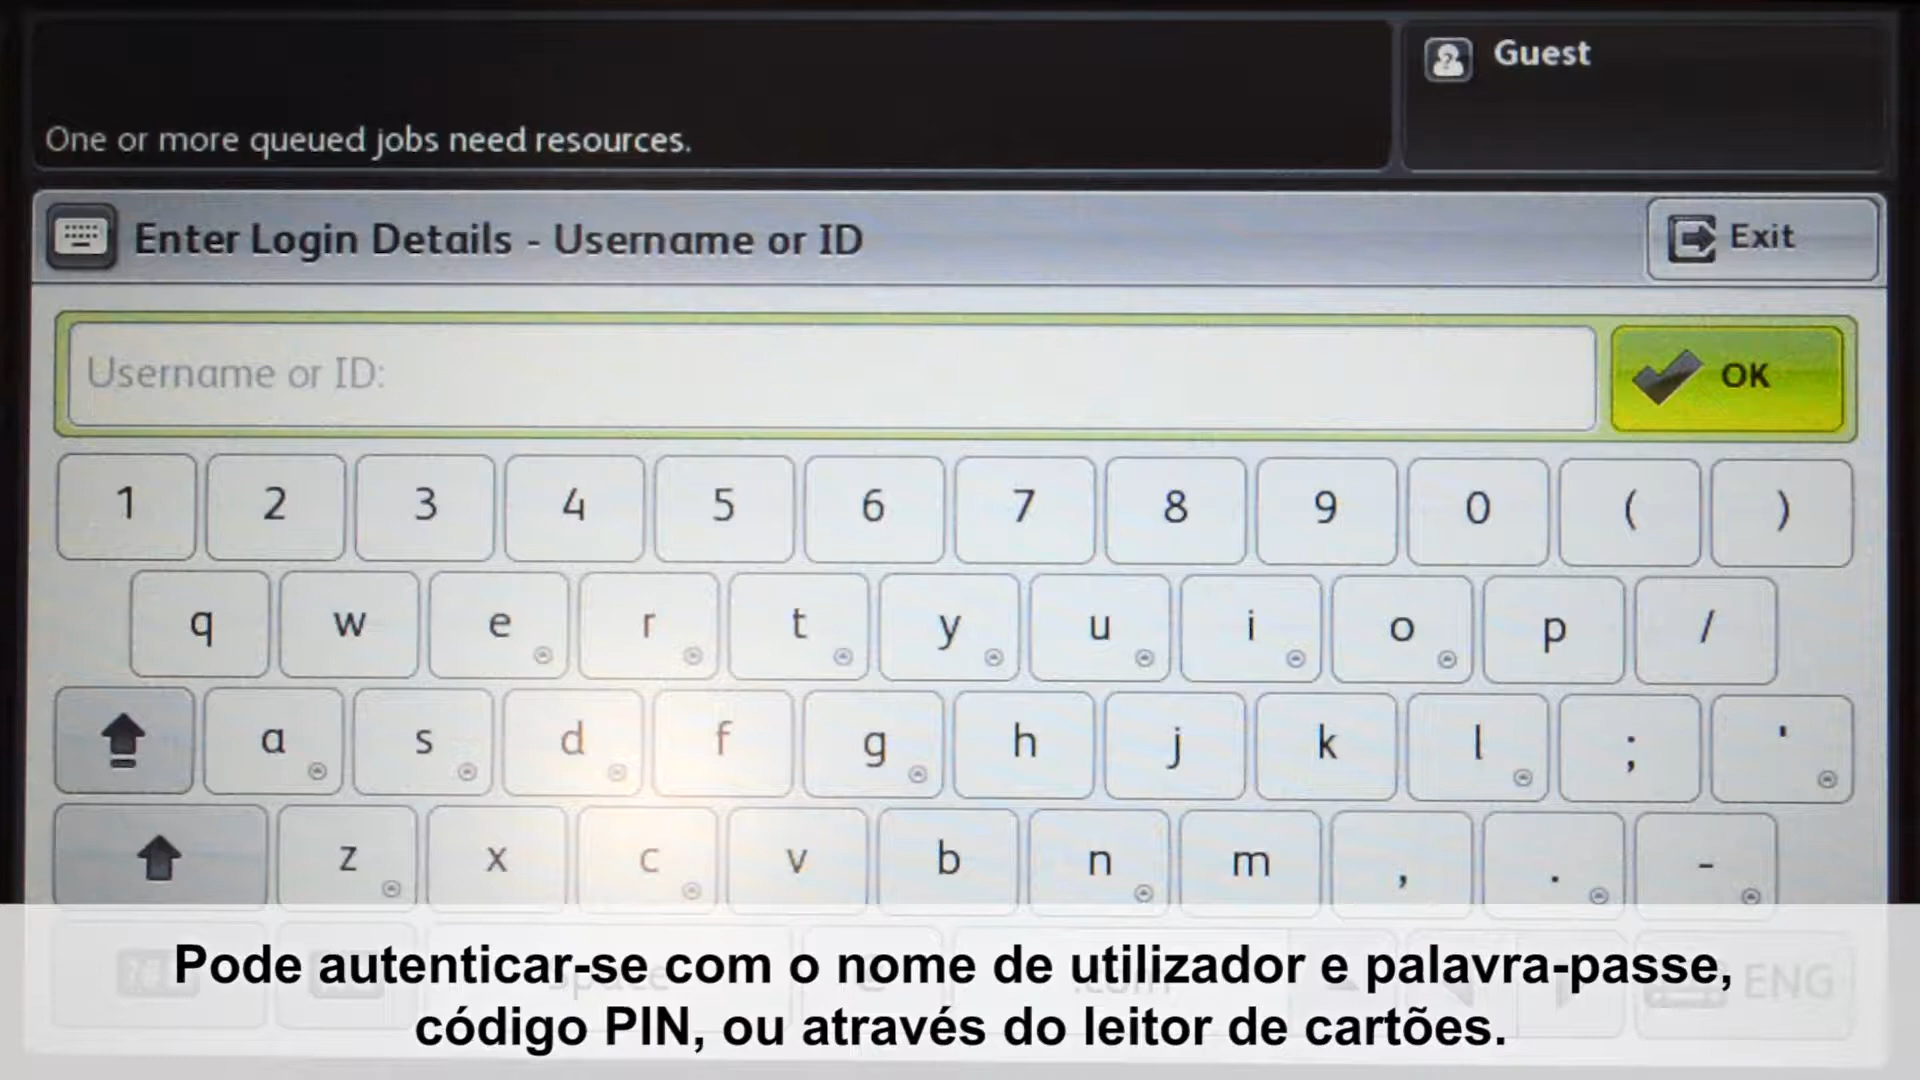 Guest
One or more queued jobs need resources.
Enter Login Details - Username or ID
Exit
Username or ID:
OK
1 2 3 4 5 6 7 8 9 0 ( )
q w e r t y u i o p /
a s d f g h j k l ; '
z x c v b n m , . -
Space .com ENG
Pode autenticar-se com o nome de utilizador e palavra-passe,
código PIN, ou através do leitor de cartões.